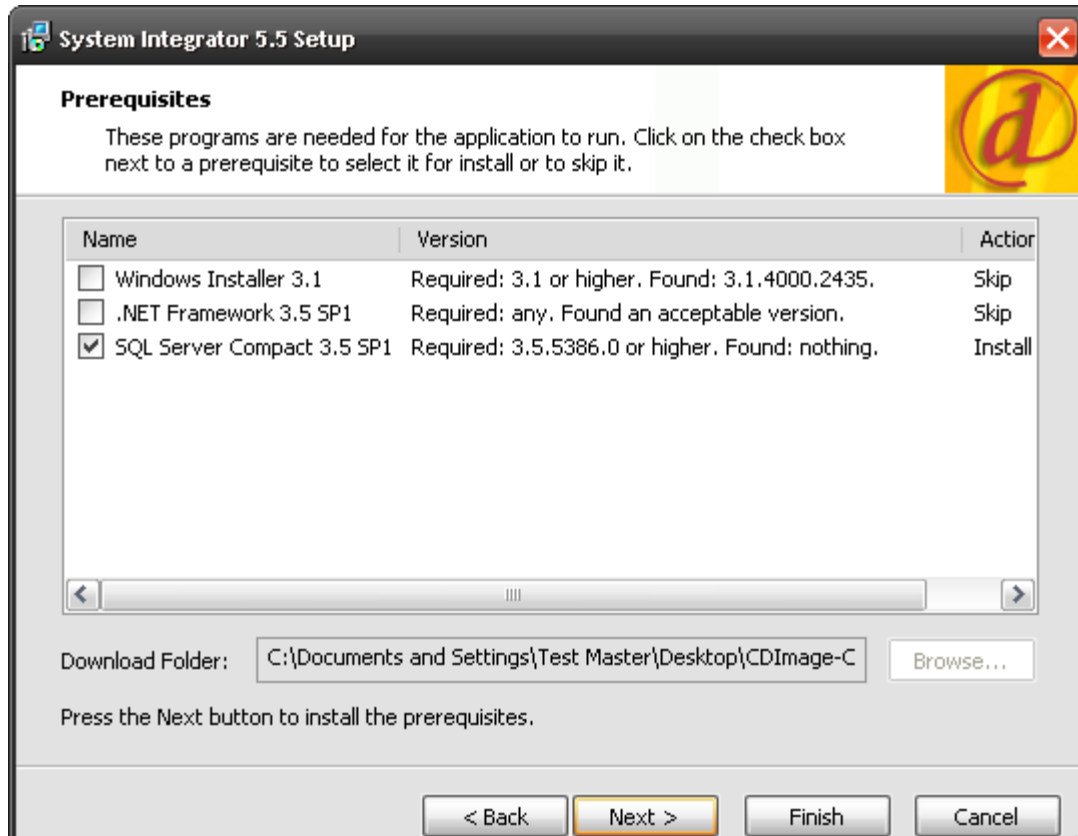 System Integrator 5.5 Setup
Prerequisites
These programs are needed for the application to run. Click on the check box
next to a prerequisite to select it for install or to skip it.
d
Name Version Action
Windows Installer 3.1 Required: 3.1 or higher. Found: 3.1.4000.2435. Skip
.NET Framework 3.5 SP1 Required: any. Found an acceptable version. Skip
SQL Server Compact 3.5 SP1 Required: 3.5.5386.0 or higher. Found: nothing. Install
Download Folder: C:\Documents and Settings\Test Master\Desktop\CDImage-C Browse...
Press the Next button to install the prerequisites.
< Back Next > Finish Cancel